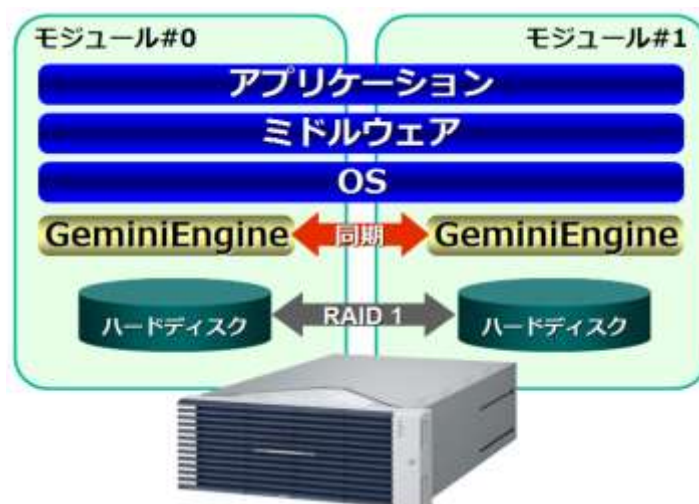 モジュール#0
モジュール#1
アプリケーション
ミドルウェア
OS
GeminiEngine
同期
GeminiEngine
ハードディスク
RAID 1
ハードディスク